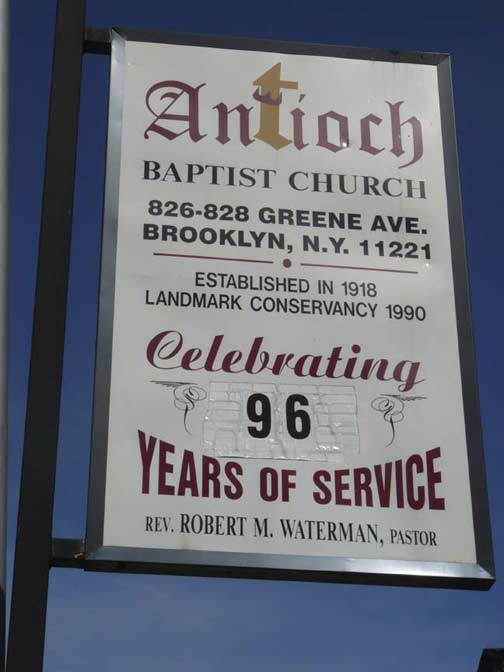 Antioch
BAPTIST CHURCH
826-828 GREENE AVE.
BROOKLYN, N.Y. 11221
ESTABLISHED IN 1918
LANDMARK CONSERVANCY 1990
Celebrating
96
YEARS OF SERVICE
REV. ROBERT M. WATERMAN, PASTOR